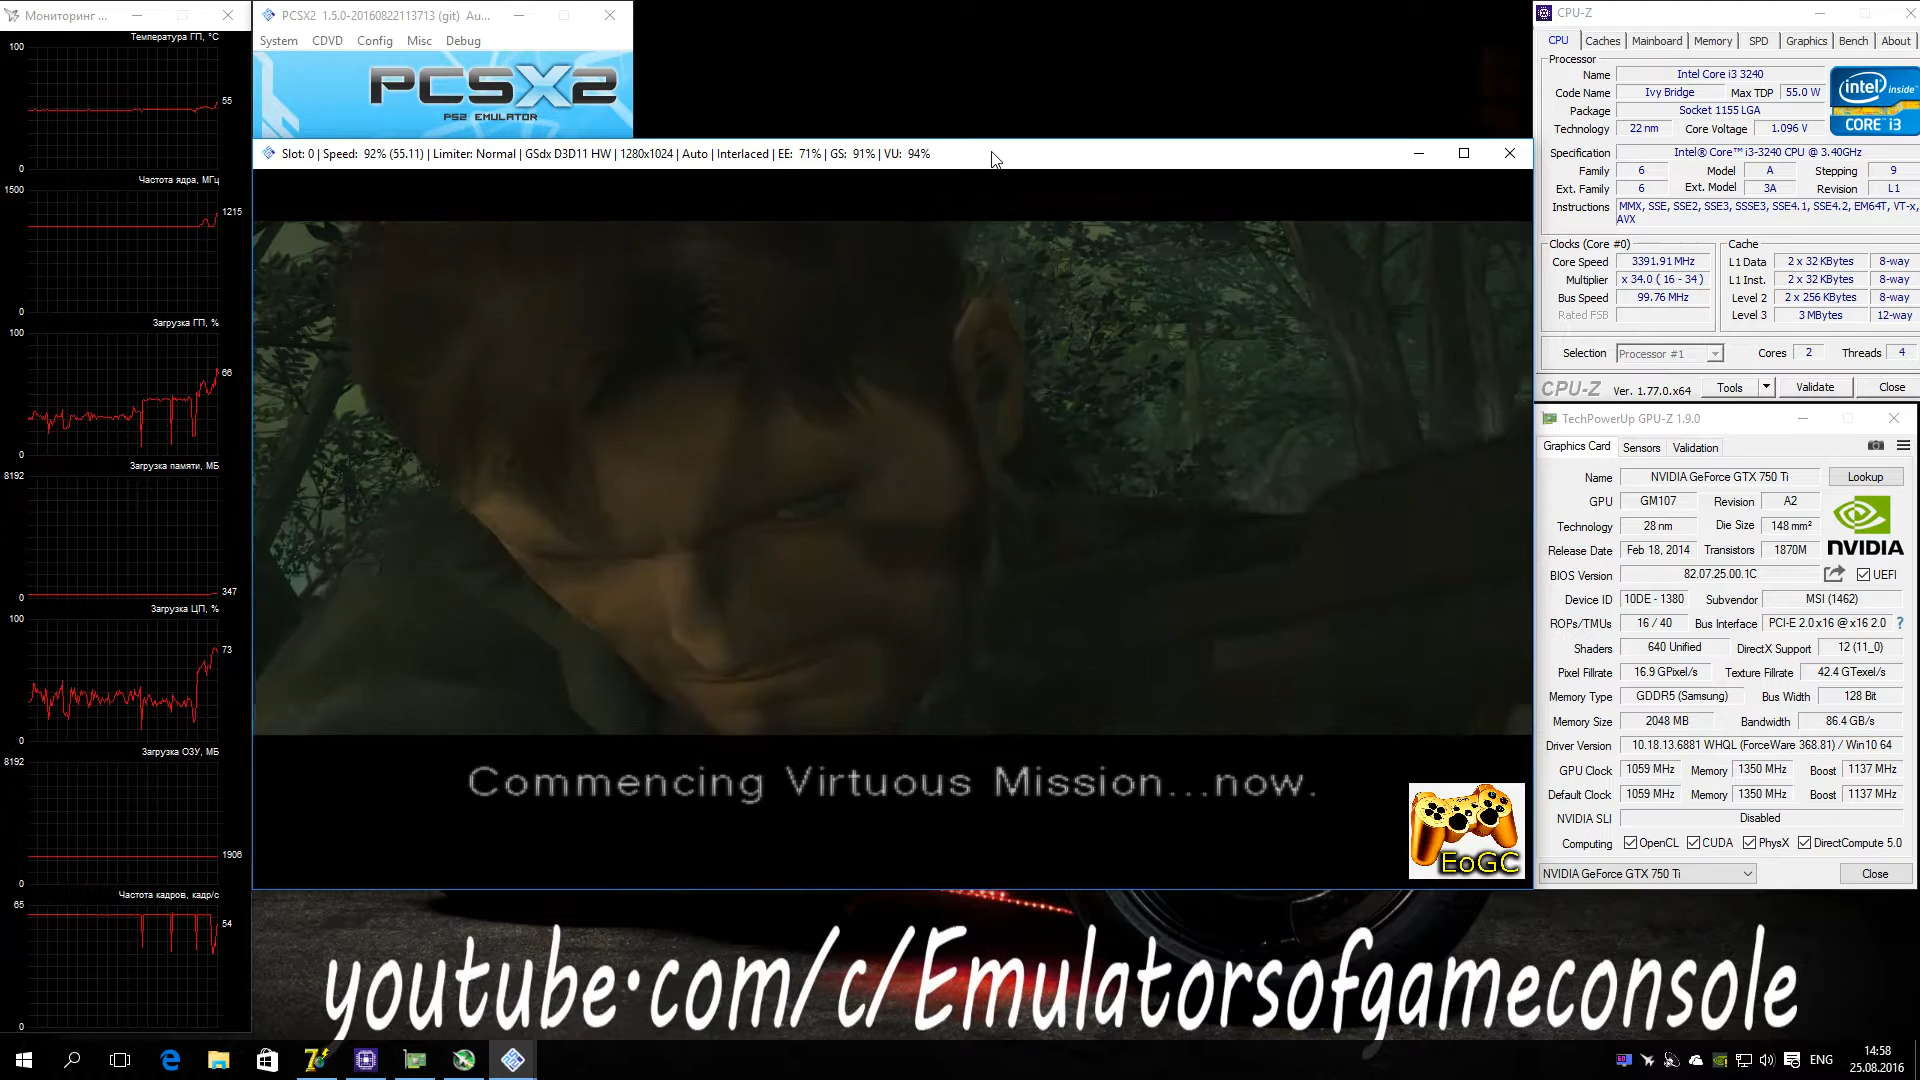 Мониторинг ...
Температура ГП, °C
100
55
0
Частота ядра, МГц
1500
1215
0
Загрузка ГП, %
100
66
0
Загрузка памяти, МБ
8192
347
0
Загрузка ЦП, %
100
73
0
Загрузка ОЗУ, МБ
8192
1906
0
Частота кадров, кадр/с
65
54
0
PCSX2 1.5.0-20160822113713 (git) Au...
System CDVD Config Misc Debug
PCSX2
PS2 EMULATOR
Slot: 0 | Speed: 92% (55.11) | Limiter: Normal | GSdx D3D11 HW | 1280x1024 | Auto | Interlaced | EE: 71% | GS: 91% | VU: 94%
Commencing Virtuous Mission...now.
EoGC
CPU-Z
CPU Caches Mainboard Memory SPD Graphics Bench About
Processor
Name Intel Core i3 3240
Code Name Ivy Bridge Max TDP 55.0 W
Package Socket 1155 LGA
Technology 22 nm Core Voltage 1.096 V
intel inside
CORE i3
Specification Intel® Core™ i3-3240 CPU @ 3.40GHz
Family 6 Model A Stepping 9
Ext. Family 6 Ext. Model 3A Revision L1
Instructions MMX, SSE, SSE2, SSE3, SSSE3, SSE4.1, SSE4.2, EM64T, VT-x,
AVX
Clocks (Core #0) Cache
Core Speed 3391.91 MHz L1 Data 2 x 32 KBytes 8-way
Multiplier x 34.0 ( 16 - 34 ) L1 Inst. 2 x 32 KBytes 8-way
Bus Speed 99.76 MHz Level 2 2 x 256 KBytes 8-way
Rated FSB Level 3 3 MBytes 12-way
Selection Processor #1 Cores 2 Threads 4
CPU-Z Ver. 1.77.0.x64 Tools Validate Close
TechPowerUp GPU-Z 1.9.0
Graphics Card Sensors Validation
Name NVIDIA GeForce GTX 750 Ti Lookup
GPU GM107 Revision A2
Technology 28 nm Die Size 148 mm²
Release Date Feb 18, 2014 Transistors 1870M
NVIDIA
BIOS Version 82.07.25.00.1C UEFI
Device ID 10DE - 1380 Subvendor MSI (1462)
ROPs/TMUs 16 / 40 Bus Interface PCI-E 2.0 x16 @ x16 2.0 ?
Shaders 640 Unified DirectX Support 12 (11_0)
Pixel Fillrate 16.9 GPixel/s Texture Fillrate 42.4 GTexel/s
Memory Type GDDR5 (Samsung) Bus Width 128 Bit
Memory Size 2048 MB Bandwidth 86.4 GB/s
Driver Version 10.18.13.6881 WHQL (ForceWare 368.81) / Win10 64
GPU Clock 1059 MHz Memory 1350 MHz Boost 1137 MHz
Default Clock 1059 MHz Memory 1350 MHz Boost 1137 MHz
NVIDIA SLI Disabled
Computing OpenCL CUDA PhysX DirectCompute 5.0
NVIDIA GeForce GTX 750 Ti Close
youtube.com/c/Emulatorsofgameconsole
ENG
14:58
25.08.2016